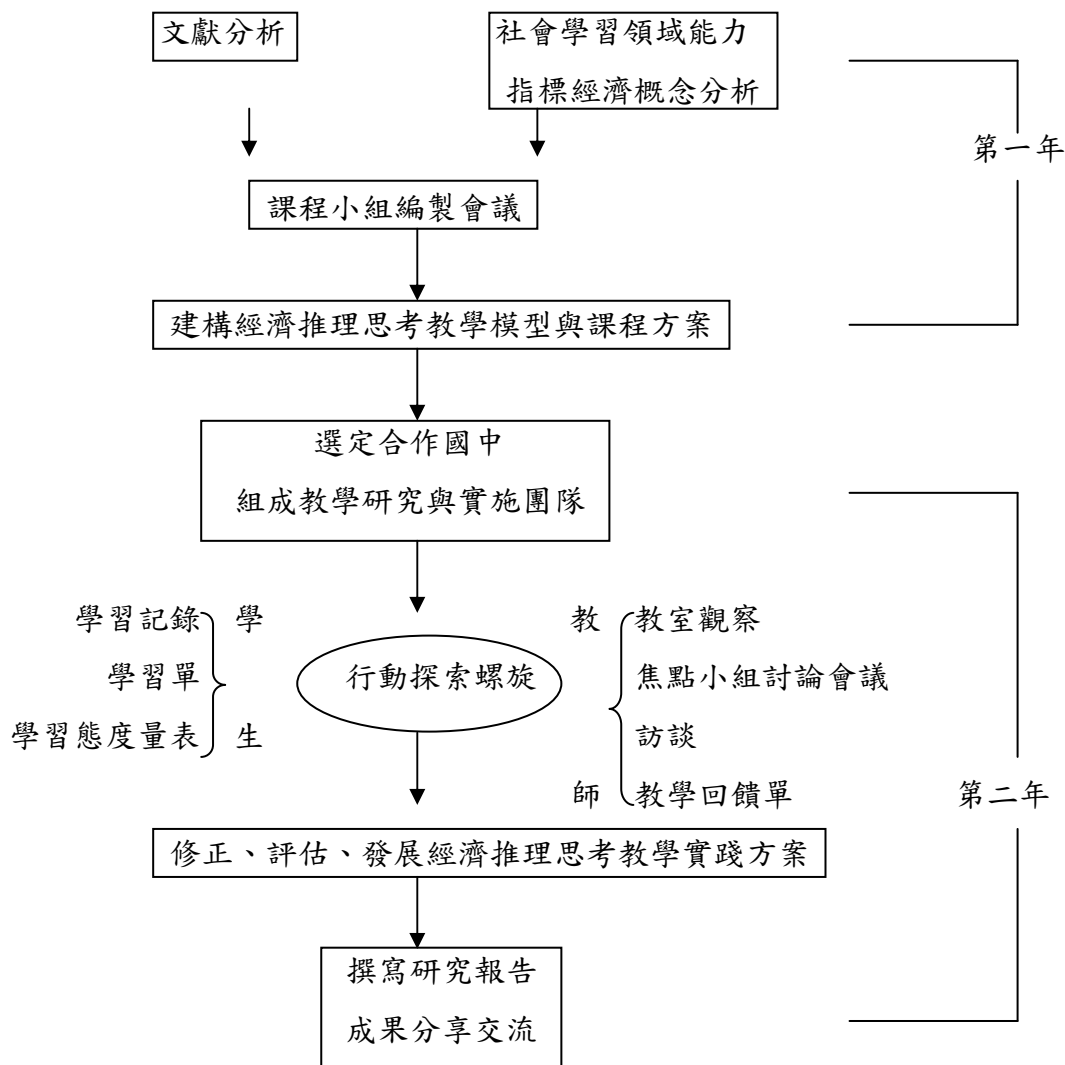 文獻分析
社會學習領域能力
指標經濟概念分析
第一年
課程小組編製會議
建構經濟推理思考教學模型與課程方案
選定合作國中
組成教學研究與實施團隊
學習記錄
學習單
學習態度量表
學
生
行動探索螺旋
教
師
教室觀察
焦點小組討論會議
訪談
教學回饋單
第二年
修正、評估、發展經濟推理思考教學實踐方案
撰寫研究報告
成果分享交流